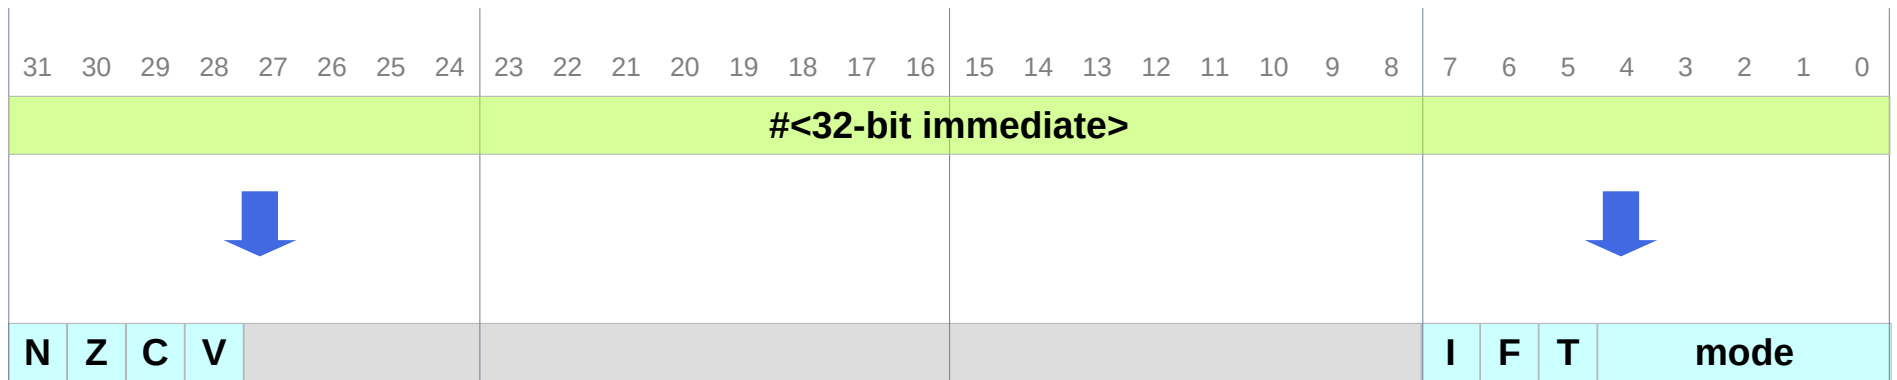 31 30 29 28 27 26 25 24 23 22 21 20 19 18 17 16 15 14 13 12 11 10 9 8 7 6 5 4 3 2 1 0
#<32-bit immediate>
N Z C V I F T mode